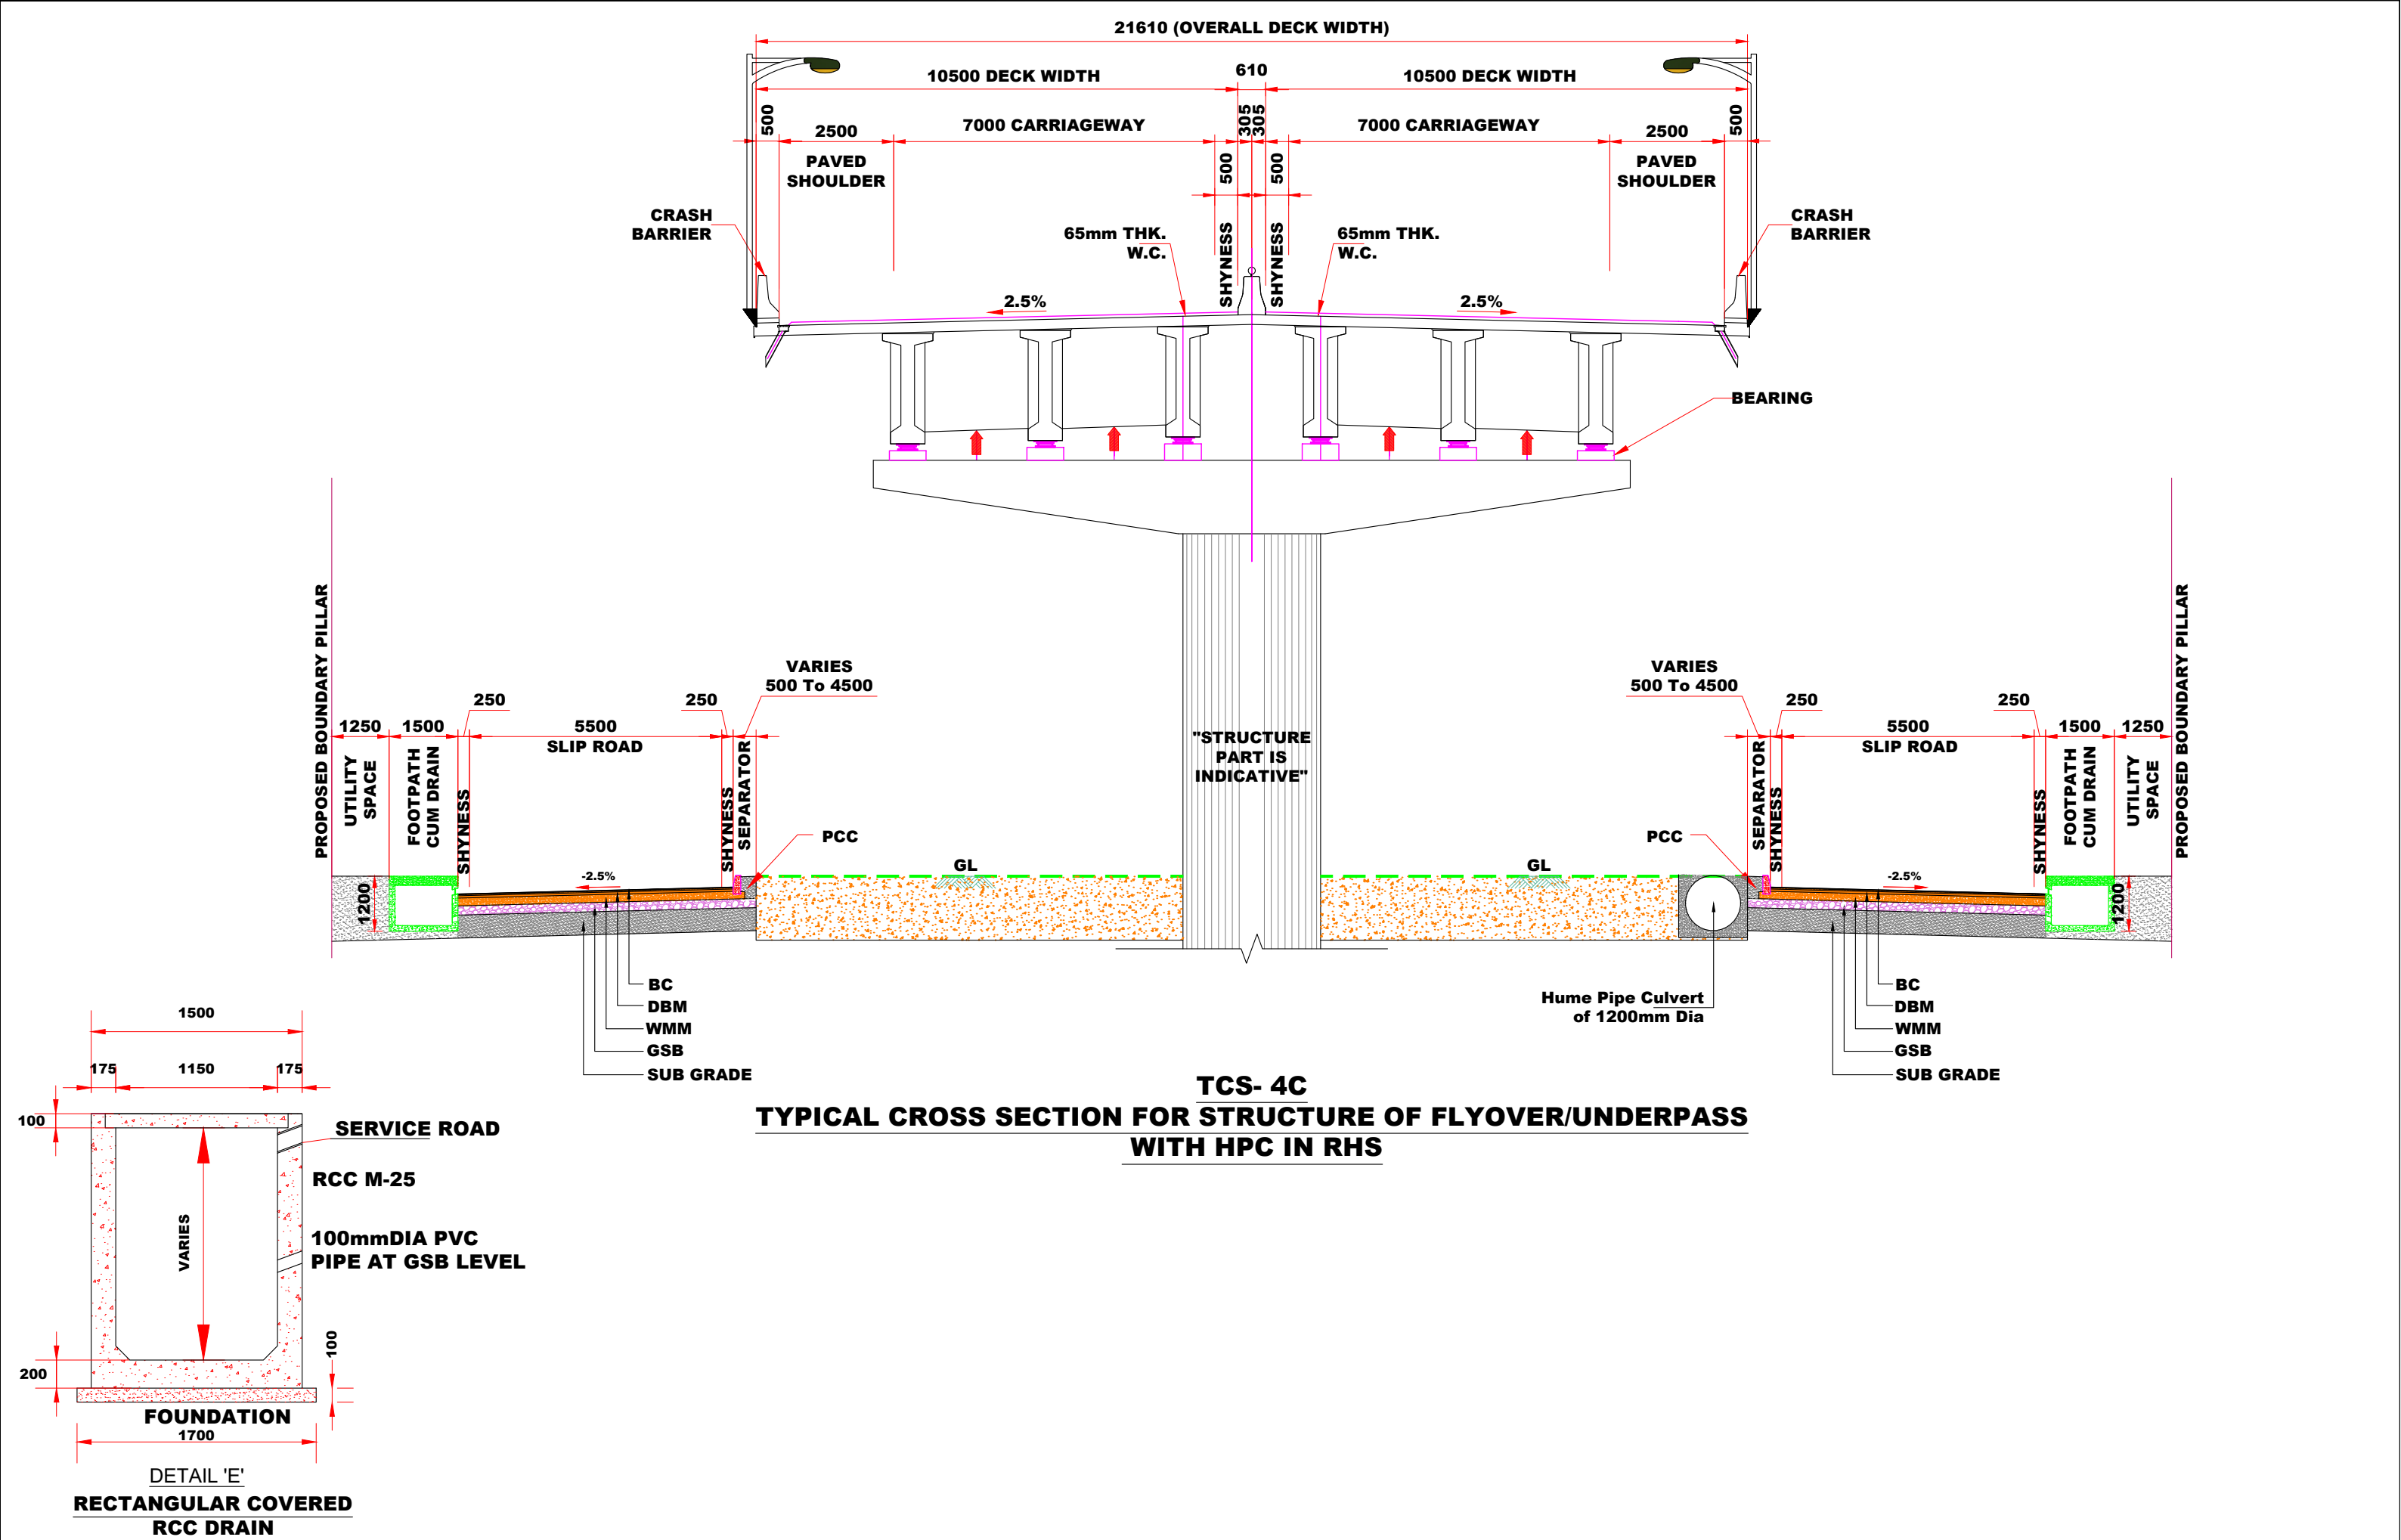 21610 (OVERALL DECK WIDTH)
10500 DECK WIDTH
610
10500 DECK WIDTH
500
2500
PAVED
SHOULDER
7000 CARRIAGEWAY
305
305
7000 CARRIAGEWAY
2500
PAVED
SHOULDER
500
500
500
SHYNESS
SHYNESS
CRASH
BARRIER
65mm THK.
W.C.
65mm THK.
W.C.
CRASH
BARRIER
2.5%
2.5%
BEARING
PROPOSED BOUNDARY PILLAR
1250
UTILITY
SPACE
1500
FOOTPATH
CUM DRAIN
250
SHYNESS
5500
SLIP ROAD
250
SHYNESS
VARIES
500 To 4500
SEPARATOR
PCC
"STRUCTURE
PART IS
INDICATIVE"
VARIES
500 To 4500
SEPARATOR
PCC
250
SHYNESS
5500
SLIP ROAD
250
SHYNESS
1500
FOOTPATH
CUM DRAIN
1250
UTILITY
SPACE
PROPOSED BOUNDARY PILLAR
GL
GL
1200
-2.5%
-2.5%
1200
BC
DBM
WMM
GSB
SUB GRADE
Hume Pipe Culvert
of 1200mm Dia
BC
DBM
WMM
GSB
SUB GRADE
TCS- 4C
TYPICAL CROSS SECTION FOR STRUCTURE OF FLYOVER/UNDERPASS
WITH HPC IN RHS
1500
175
1150
175
100
SERVICE ROAD
RCC M-25
VARIES
100mmDIA PVC
PIPE AT GSB LEVEL
200
100
FOUNDATION
1700
DETAIL 'E'
RECTANGULAR COVERED
RCC DRAIN